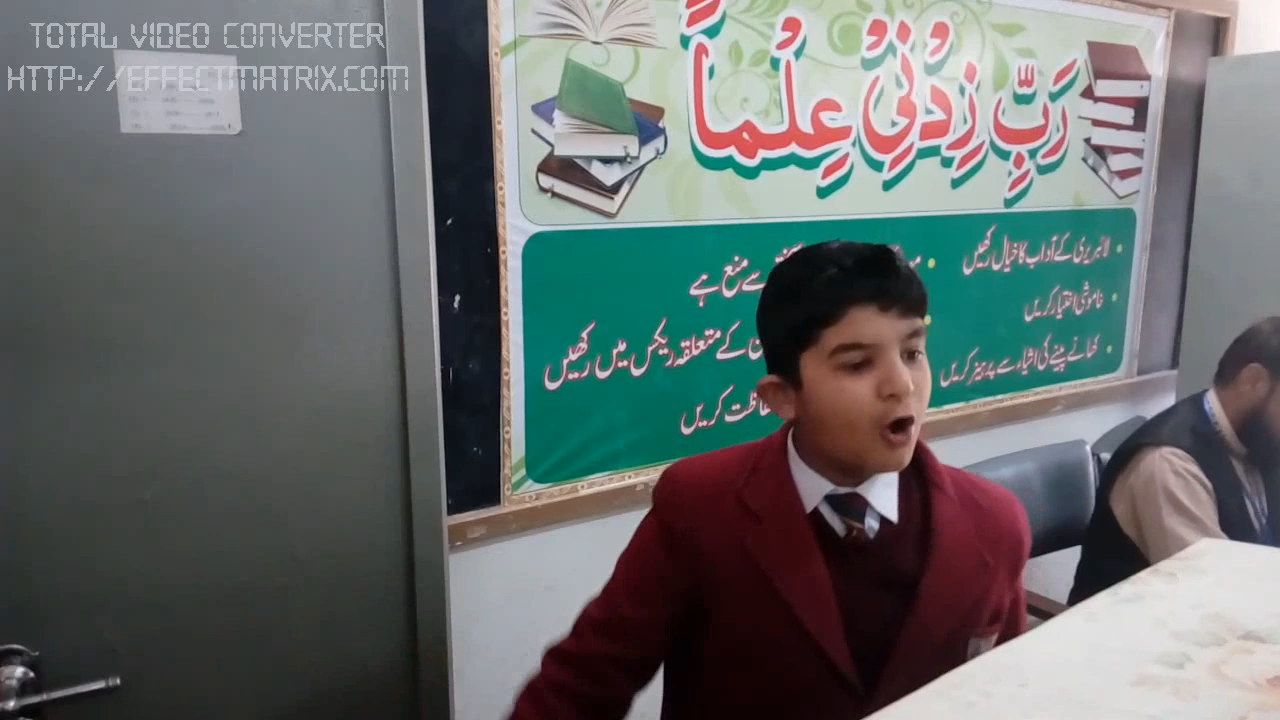 TOTAL VIDEO CONVERTER
HTTP://EFFECTMATRIX.COM
رَبِّ زِدْنِیْ عِلْماً
لائبریری کے آداب کا خیال رکھیں
خاموشی اختیار کریں
کھانے پینے کی اشیاء سے پرہیز کریں
سے منع ہے
کے متعلقہ ریکس میں رکھیں
کریں